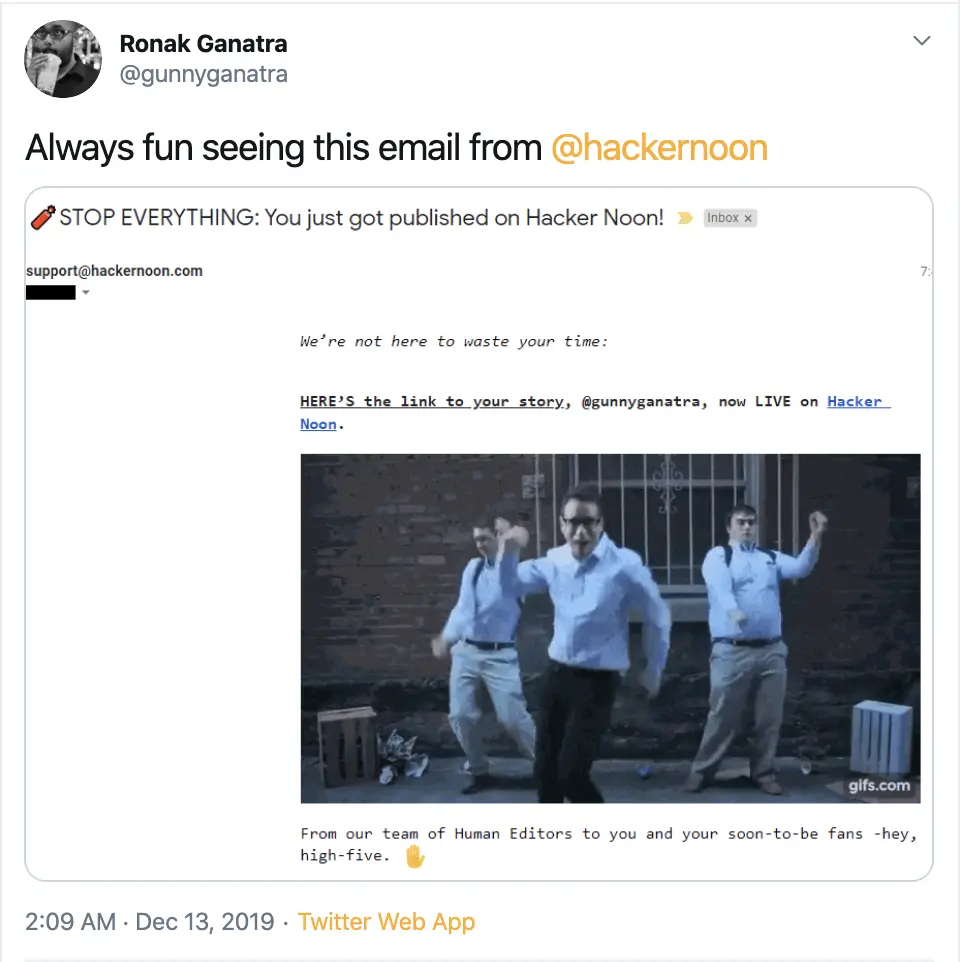 Ronak Ganatra
@gunnyganatra
Always fun seeing this email from @hackernoon
🧨STOP EVERYTHING: You just got published on Hacker Noon! Inbox ×
support@hackernoon.com
We’re not here to waste your time:
HERE’S the link to your story, @gunnyganatra, now LIVE on Hacker
Noon.
gifs.com
From our team of Human Editors to you and your soon-to-be fans -hey,
high-five. ✋
2:09 AM · Dec 13, 2019 · Twitter Web App